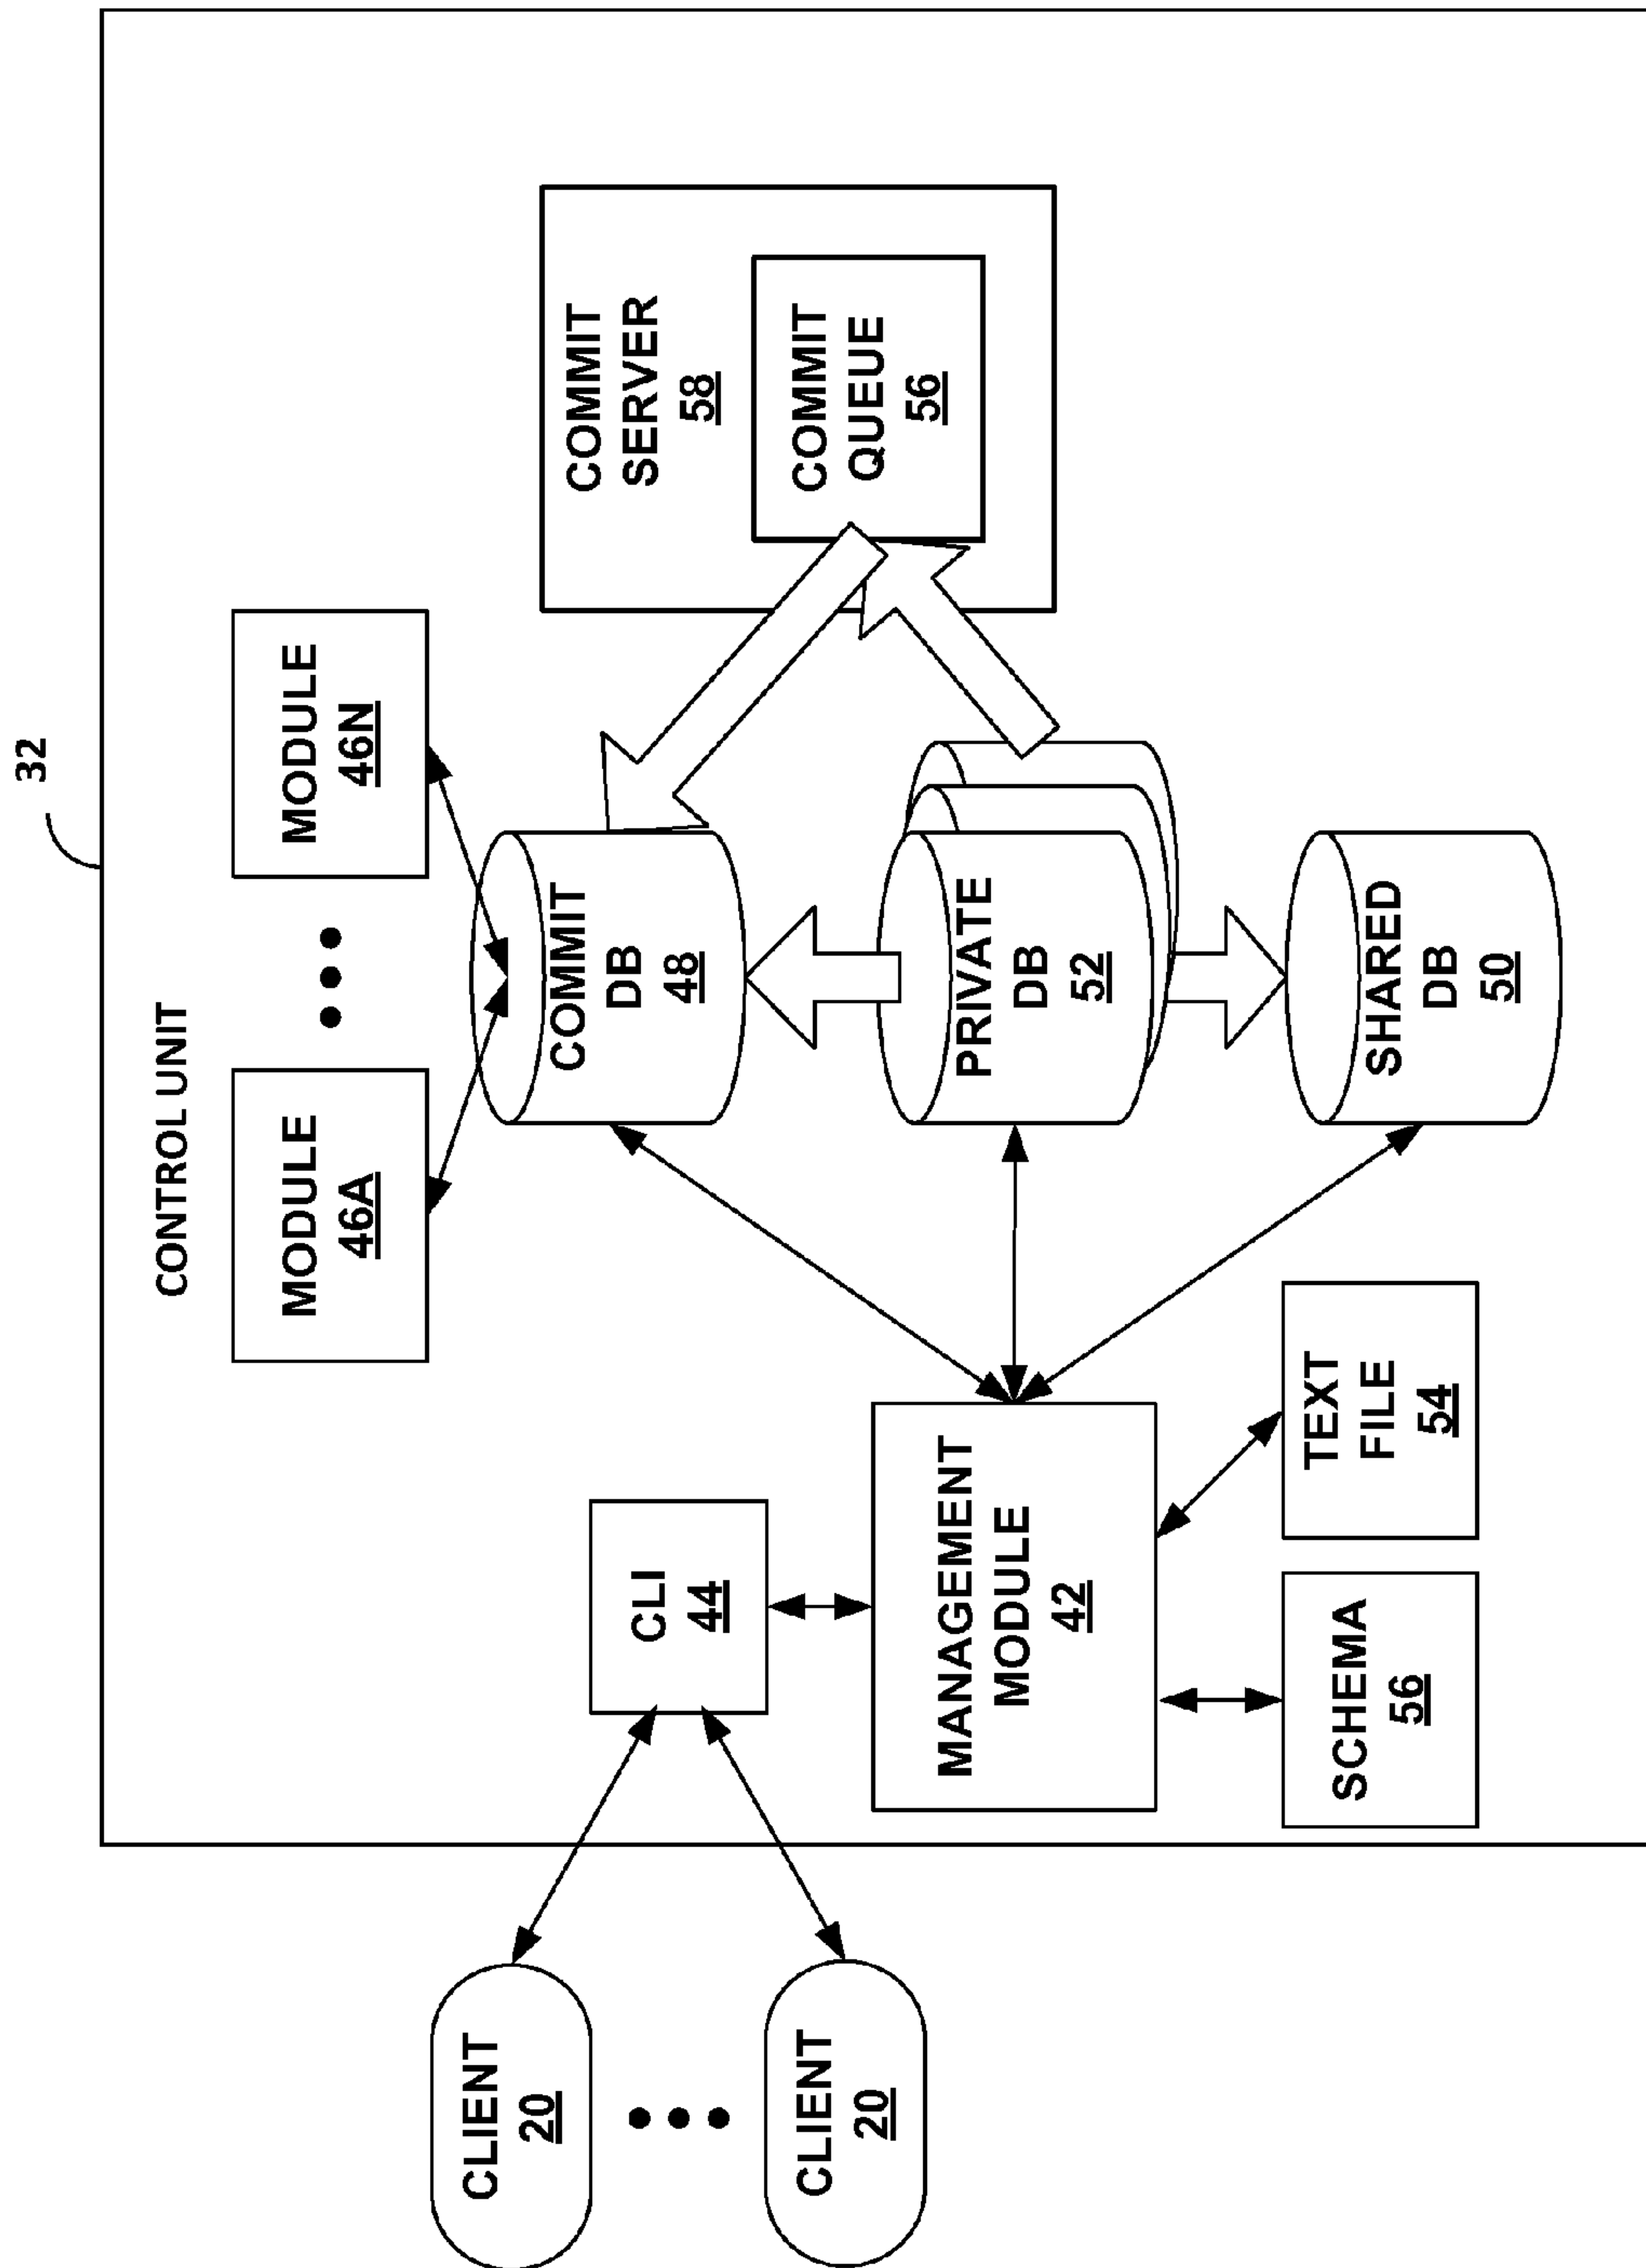 32
CONTROL UNIT
MODULE
46A
MODULE
46N
CLIENT
20
CLIENT
20
CLI
44
MANAGEMENT
MODULE
42
SCHEMA
56
TEXT
FILE
54
COMMIT
DB
48
PRIVATE
DB
52
SHARED
DB
50
COMMIT
SERVER
58
COMMIT
QUEUE
56